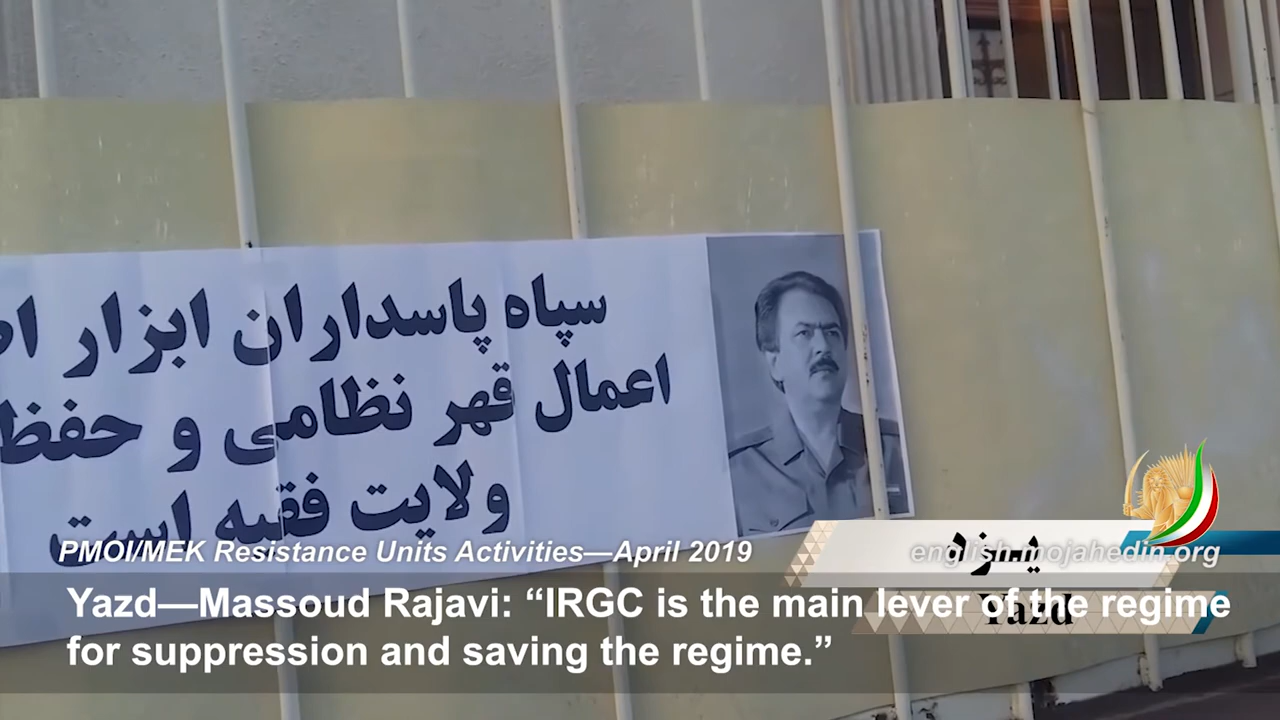 سپاه پاسداران ابزار
اعمال قهر نظامی و حفظ
ولایت فقیه است
PMOI/MEK Resistance Units Activities—April 2019
یزد
english.mojahedin.org
Yazd—Massoud Rajavi: “IRGC is the main lever of the regime
for suppression and saving the regime.”
Yazd